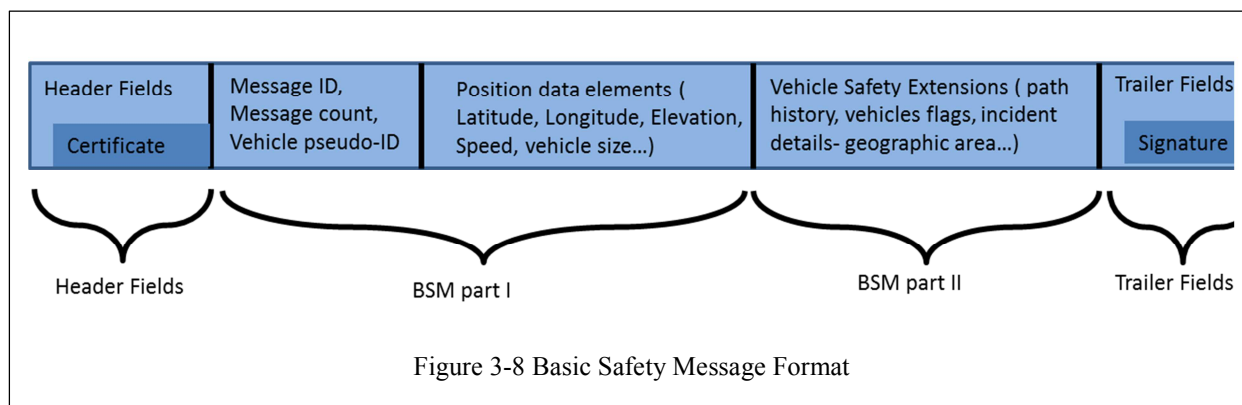 Header Fields
Certificate
Message ID,
Message count,
Vehicle pseudo-ID
Position data elements (
Latitude, Longitude, Elevation,
Speed, vehicle size…)
Vehicle Safety Extensions ( path
history, vehicles flags, incident
details- geographic area…)
Trailer Fields
Signature
Header Fields
BSM part I
BSM part II
Trailer Fields
Figure 3-8 Basic Safety Message Format